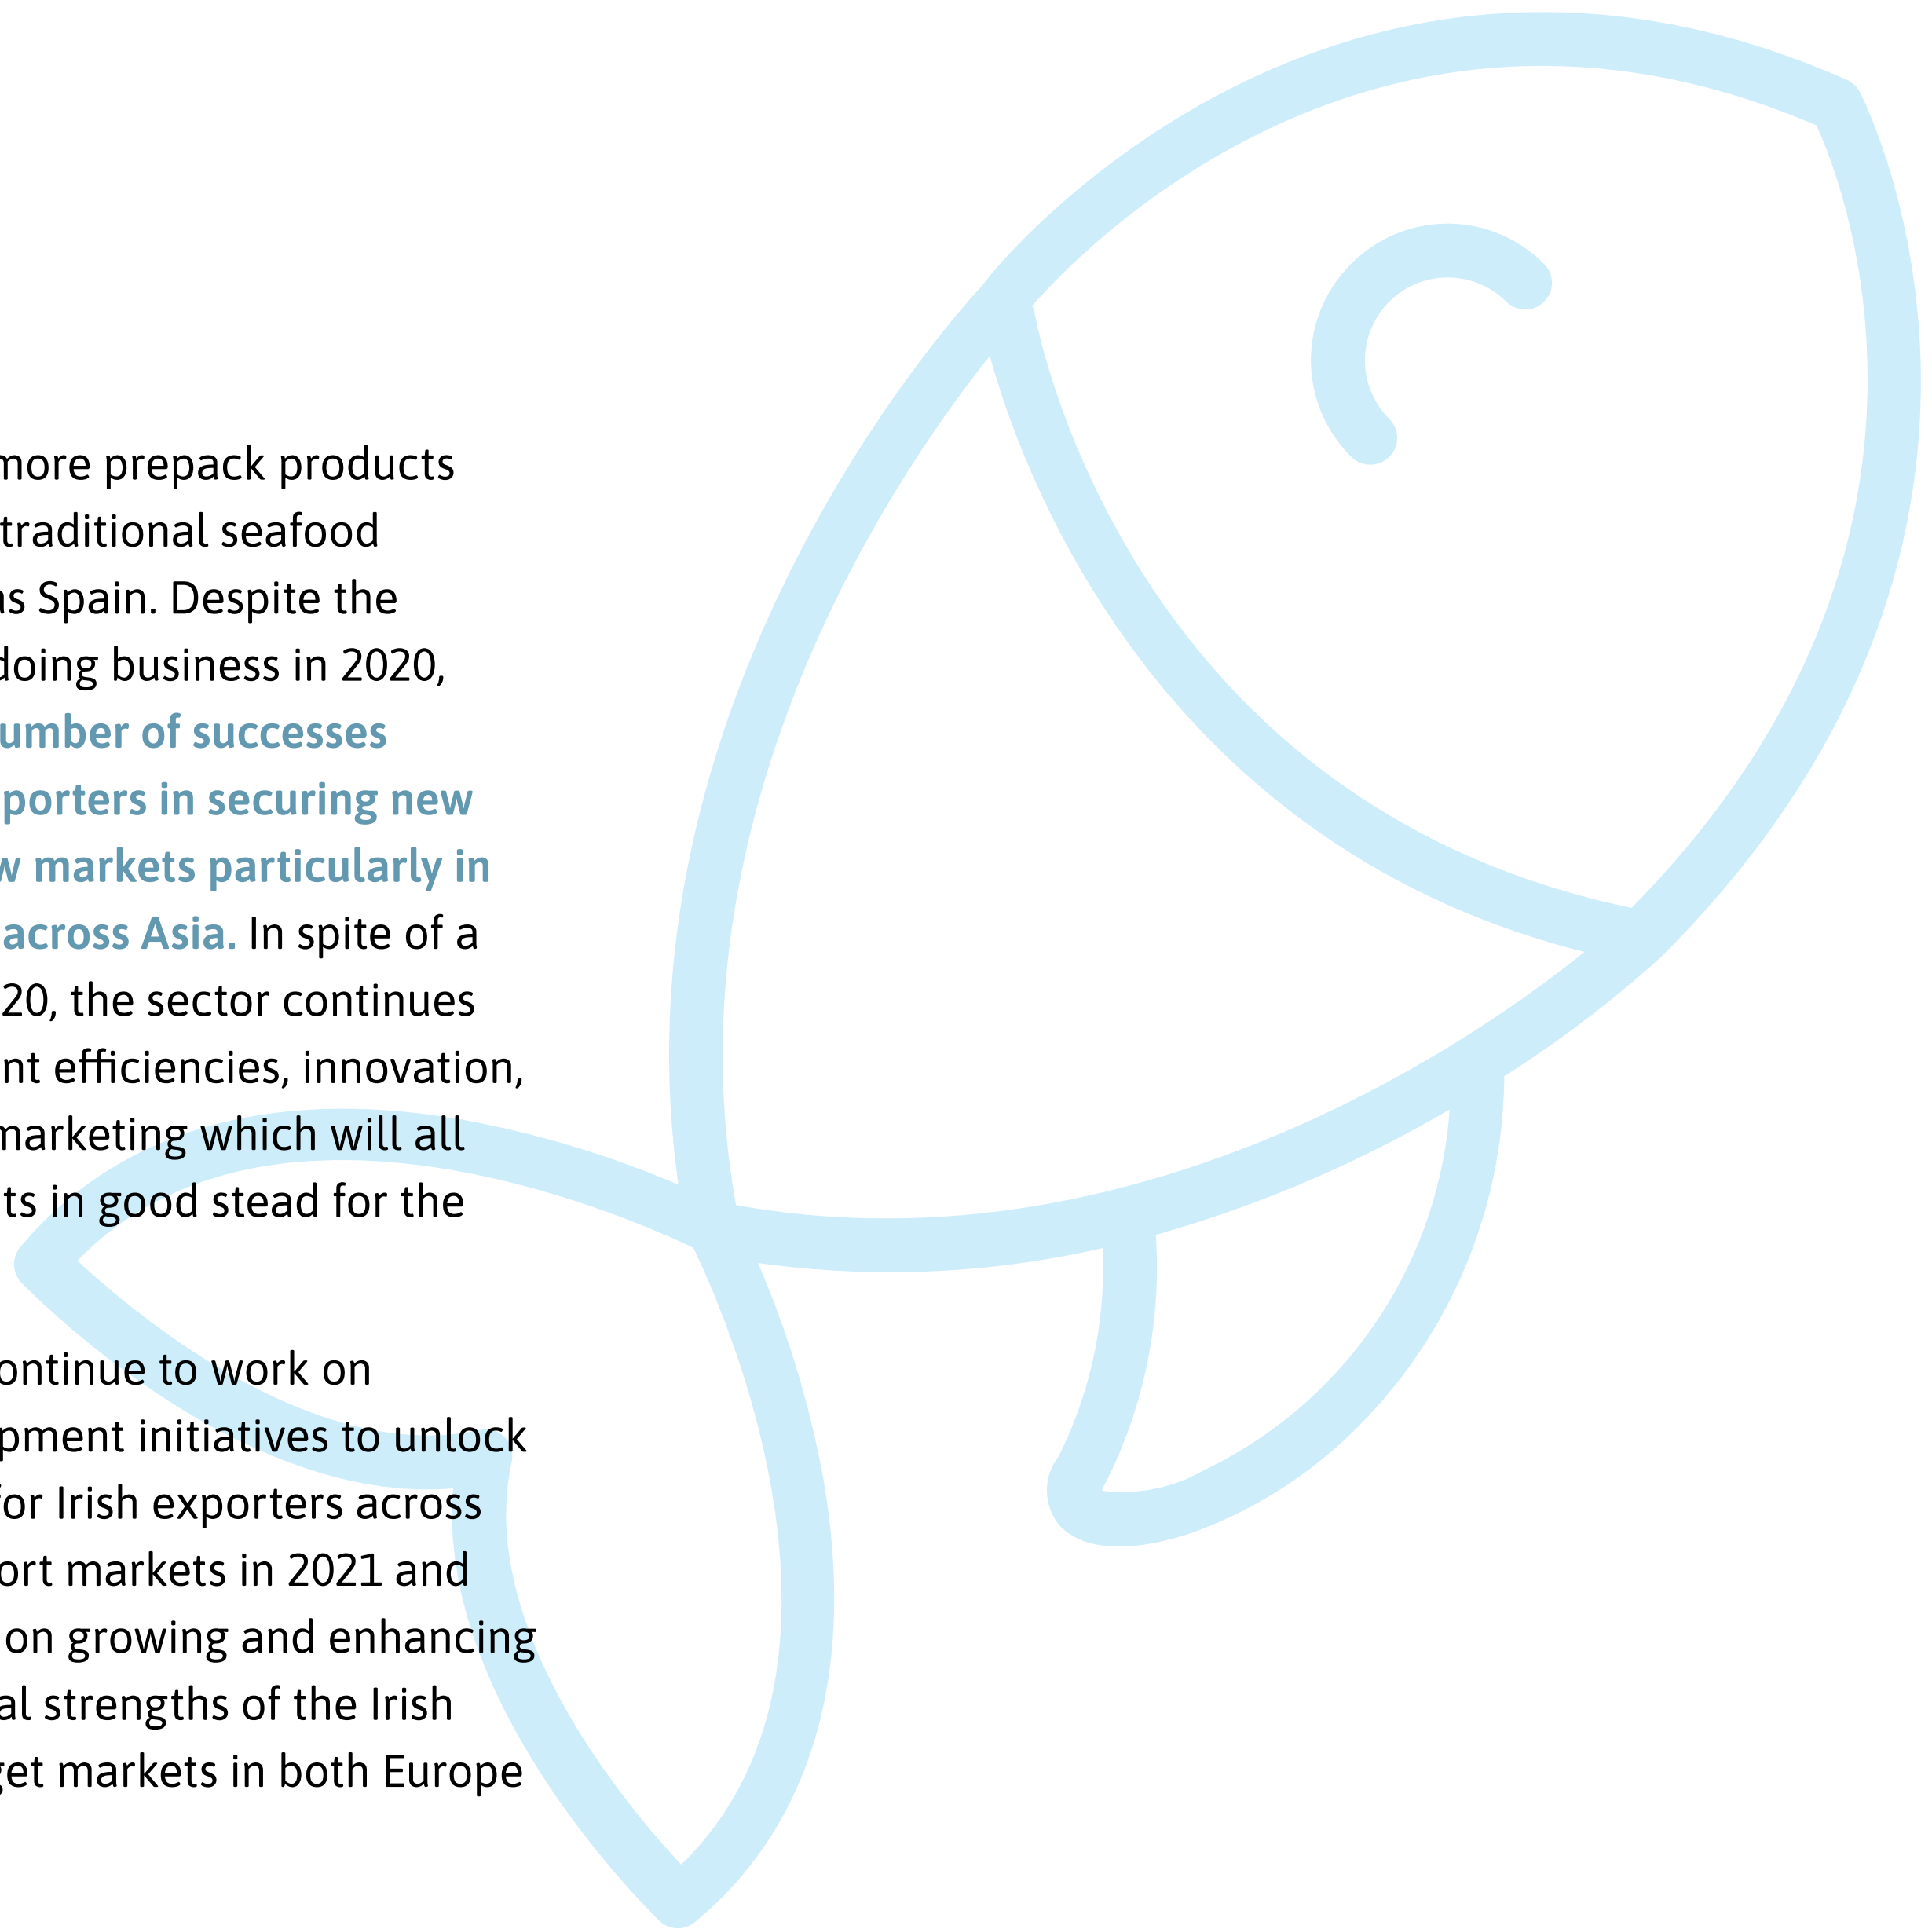 more prepack products
traditional seafood
as Spain. Despite the
doing business in 2020,
umber of successes
porters in securing new
w markets particularly in
across Asia. In spite of a
20, the sector continues
nt efficiencies, innovation,
marketing which will all
ts in good stead for the
ontinue to work on
pment initiatives to unlock
for Irish exporters across
ort markets in 2021 and
on growing and enhancing
al strengths of the Irish
get markets in both Europe